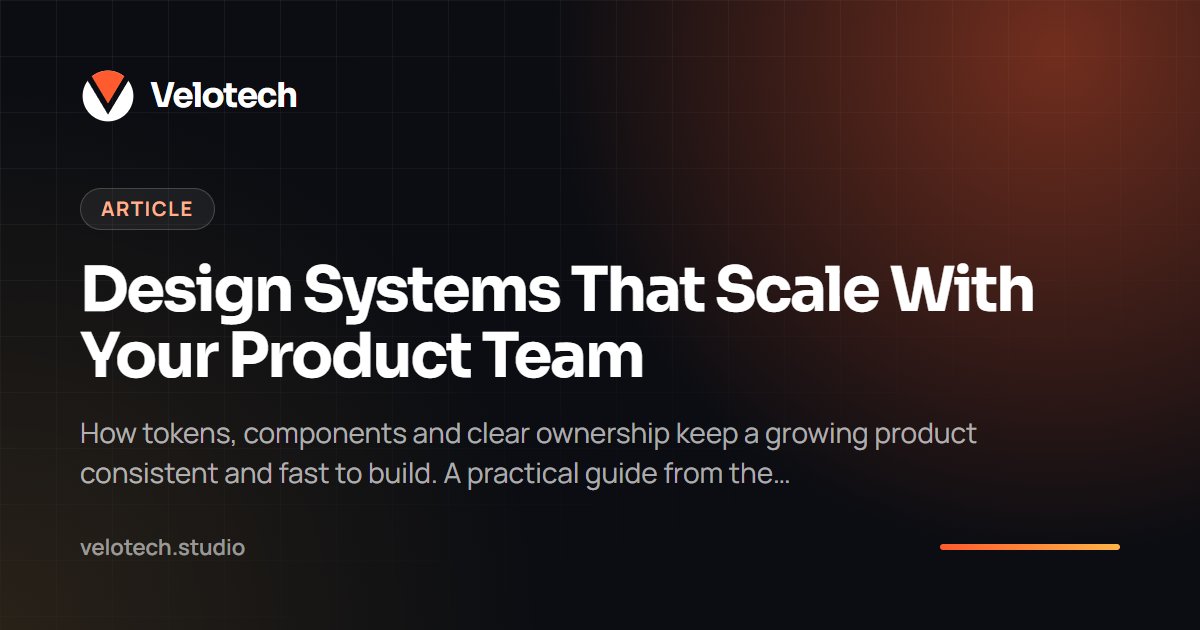 Velotech
ARTICLE
Design Systems That Scale With
Your Product Team
How tokens, components and clear ownership keep a growing product
consistent and fast to build. A practical guide from the…
velotech.studio